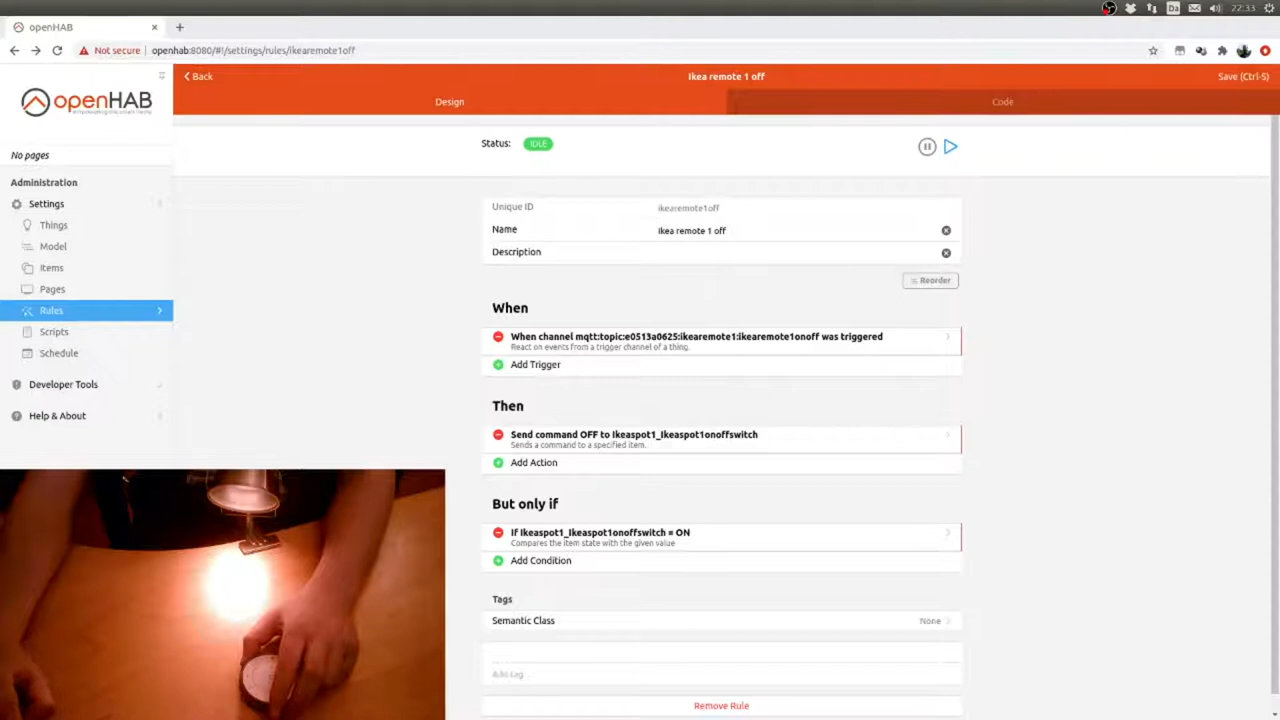 Da
22:33
openHAB
Not secure
openhab:8080/#!/settings/rules/ikearemote1off
Back
Ikea remote 1 off
Save (Ctrl-S)
openHAB
Design
Code
No pages
Administration
Settings
Things
Model
Items
Pages
Rules
Scripts
Schedule
Developer Tools
Help & About
Status:
IDLE
Unique ID
ikearemote1off
Name
Ikea remote 1 off
Description
Reorder
When
When channel mqtt:topic:e0513a0625:ikearemote1:ikearemote1onoff was triggered
React on events from a trigger channel of a thing.
Add Trigger
Then
Send command OFF to Ikeaspot1_Ikeaspot1onoffswitch
Sends a command to a specified item.
Add Action
But only if
If Ikeaspot1_Ikeaspot1onoffswitch = ON
Compares the item state with the given value
Add Condition
Tags
Semantic Class
None
Add tag
Remove Rule